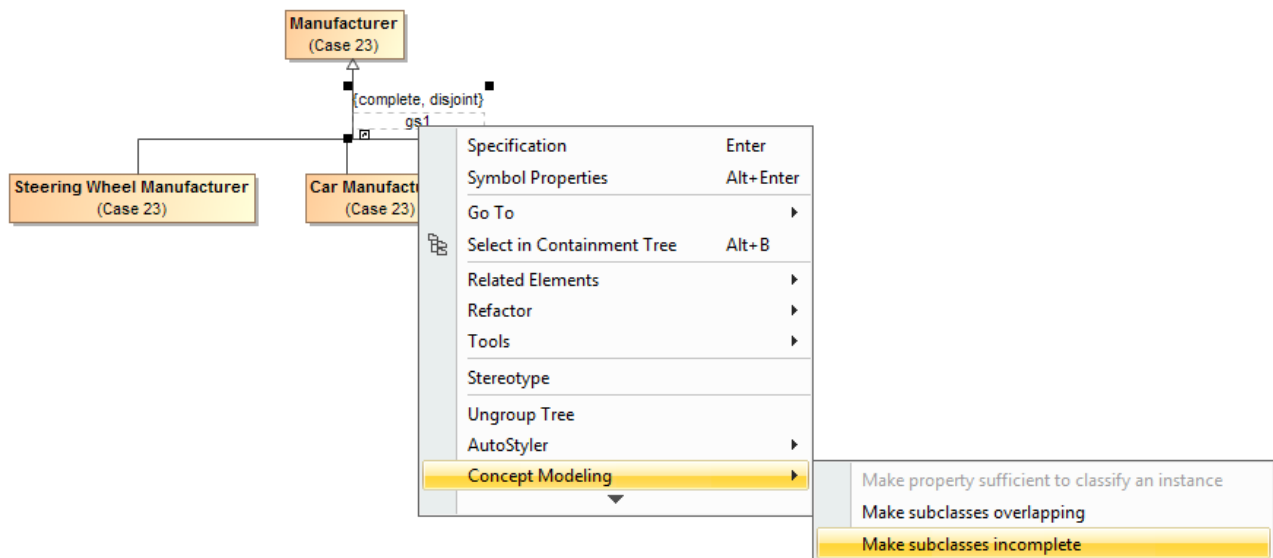 Manufacturer
(Case 23)
{complete, disjoint}
gs1
Steering Wheel Manufacturer
(Case 23)
Car Manufactu
(Case 23)
Specification Enter
Symbol Properties Alt+Enter
Go To
Select in Containment Tree Alt+B
Related Elements
Refactor
Tools
Stereotype
Ungroup Tree
AutoStyler
Concept Modeling
Make property sufficient to classify an instance
Make subclasses overlapping
Make subclasses incomplete